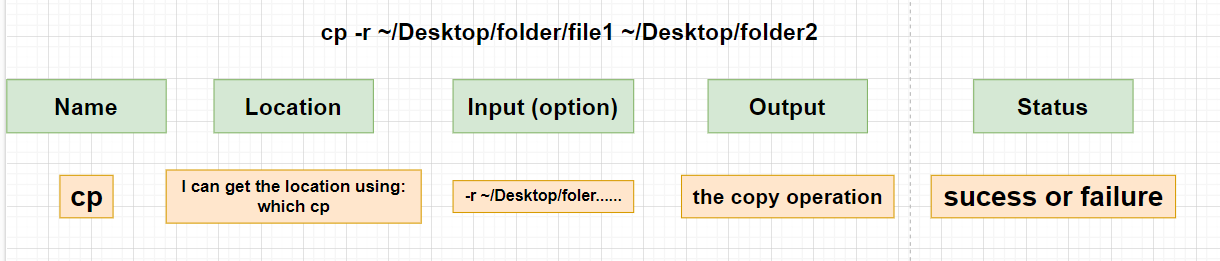 cp -r ~/Desktop/folder/file1 ~/Desktop/folder2
Name
Location
Input (option)
Output
Status
cp
I can get the location using:
which cp
-r ~/Desktop/foler......
the copy operation
sucess or failure